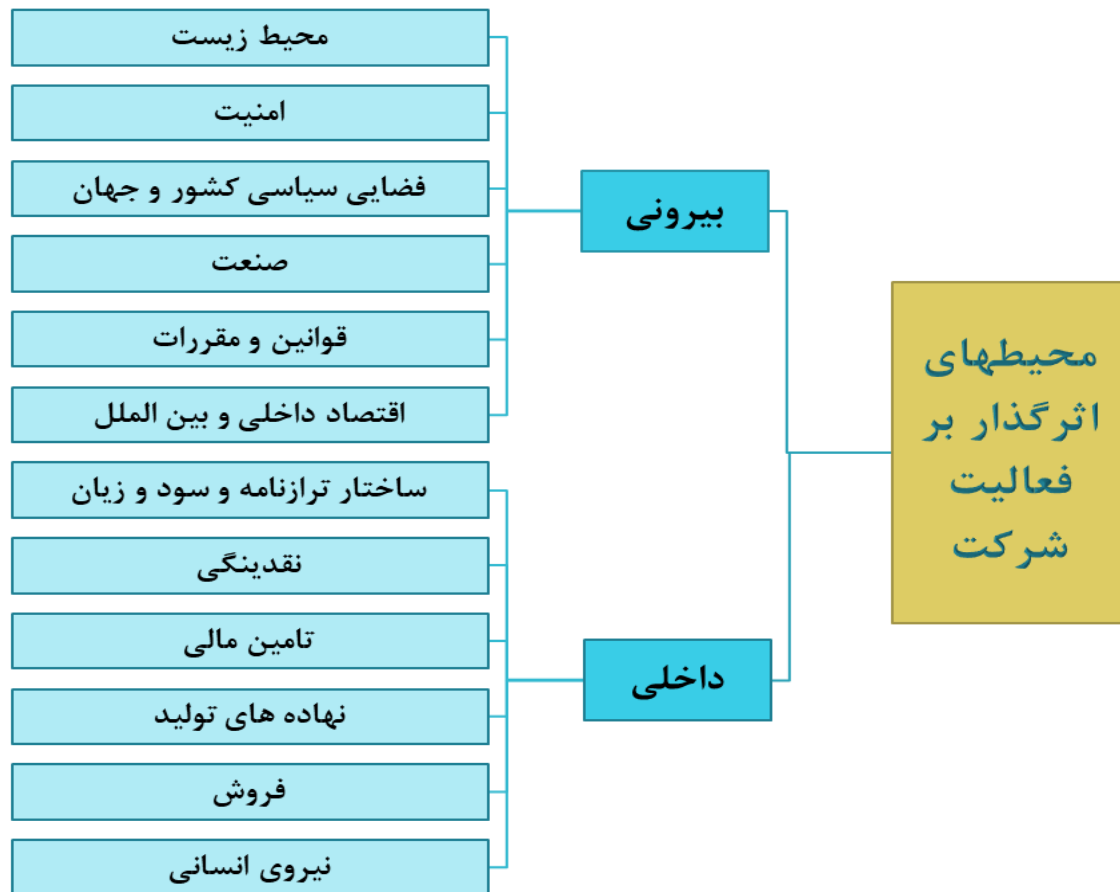 محیطهای
اثرگذار بر
فعالیت
شرکت
بیرونی
محیط زیست
امنیت
فضایی سیاسی کشور و جهان
صنعت
قوانین و مقررات
اقتصاد داخلی و بین الملل
داخلی
ساختار ترازنامه و سود و زیان
نقدینگی
تامین مالی
نهاده های تولید
فروش
نیروی انسانی